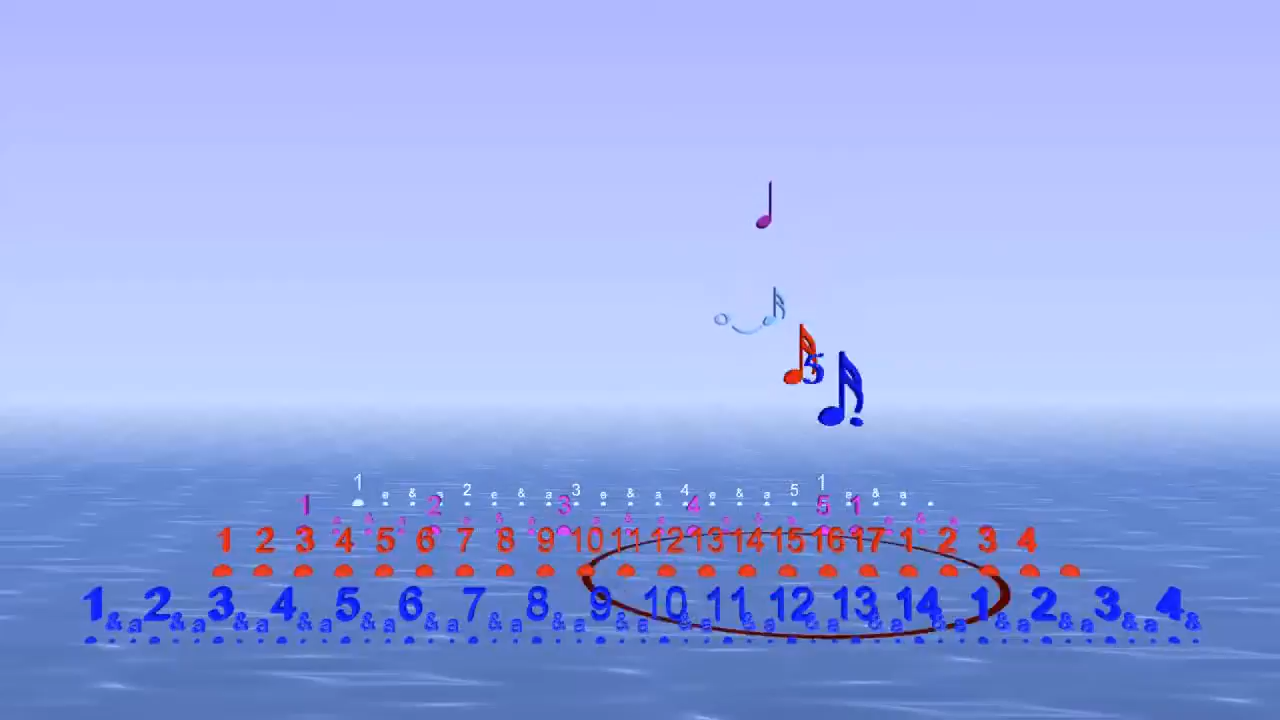 5
1 e & a 2 e & a 3 e & a 4 e & a 5 1 e & a
1 e & a 2 e & a 3 e & a 4 e & a 5 1 e & a
1 2 3 4 5 6 7 8 9 10 11 12 13 14 15 16 17 1 2 3 4
1 & a 2 & a 3 & a 4 & a 5 & a 6 & a 7 & a 8 & a 9 & a 10 & a 11 & a 12 & a 13 & a 14 & a 1 & a 2 & a 3 & a 4 &